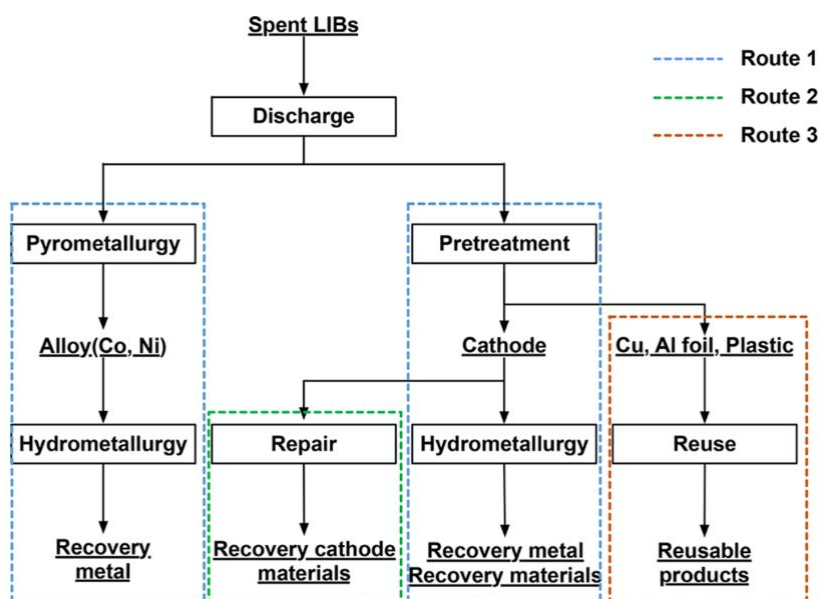 Spent LIBs
Route 1
Route 2
Route 3
Discharge
Pyrometallurgy
Pretreatment
Alloy(Co, Ni)
Cathode
Cu, Al foil, Plastic
Hydrometallurgy
Repair
Hydrometallurgy
Reuse
Recovery
metal
Recovery cathode
materials
Recovery metal
Recovery materials
Reusable
products